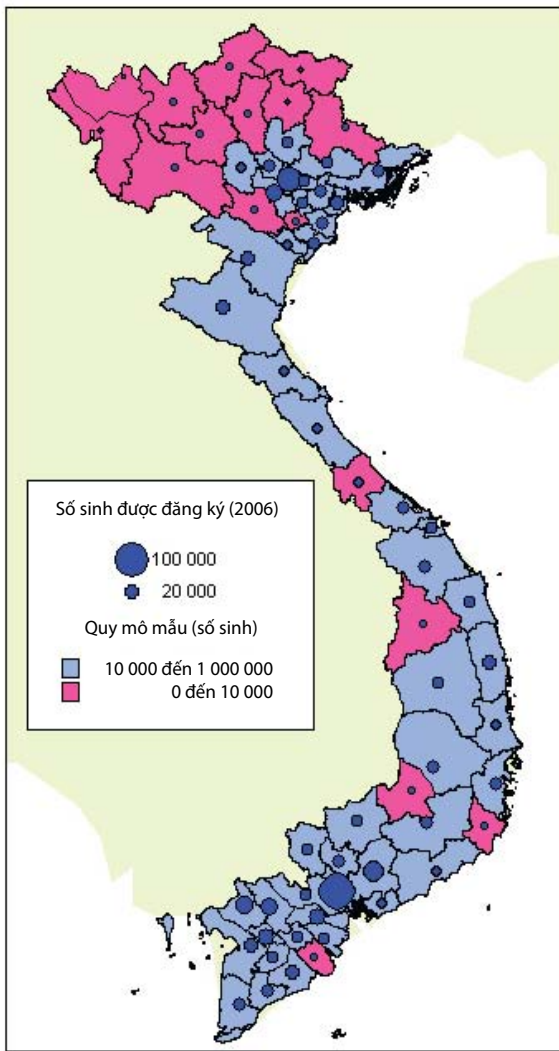 Số sinh được đăng ký (2006)
100 000
20 000
Quy mô mẫu (số sinh)
10 000 đến 1 000 000
0 đến 10 000